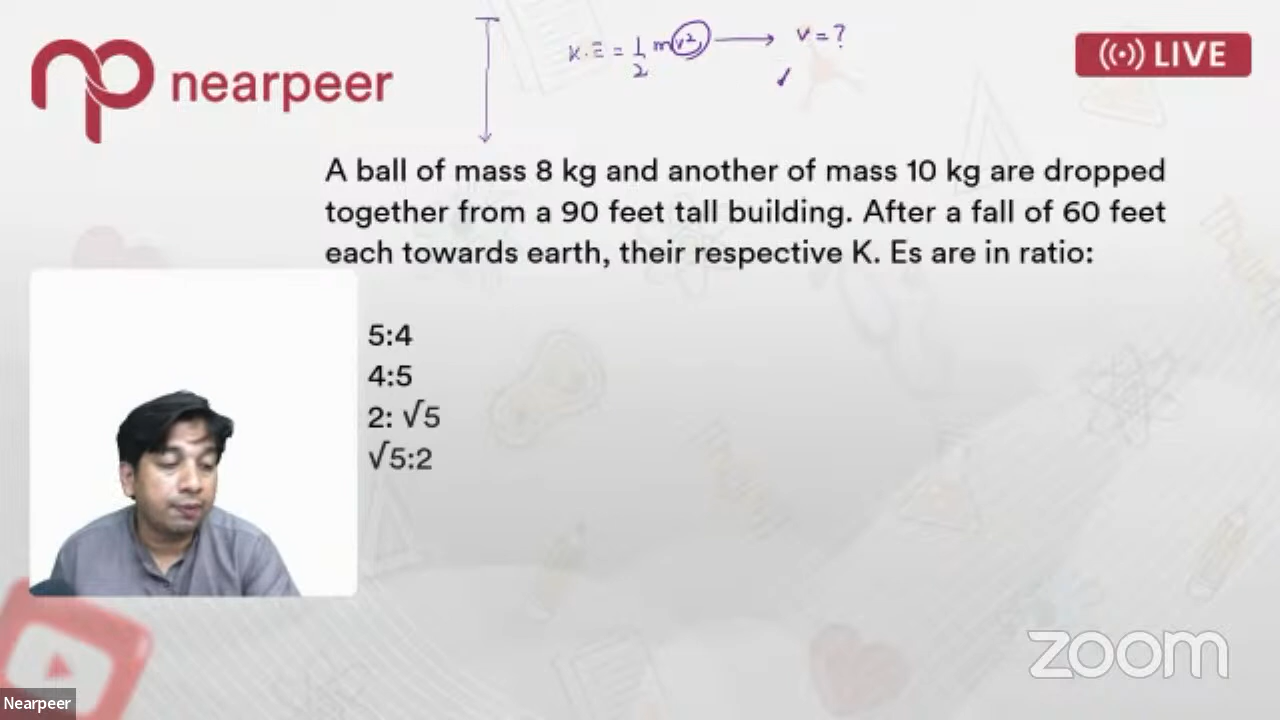 K.E = 1/2 mv² → v = ?
((·)) LIVE
nearpeer
A ball of mass 8 kg and another of mass 10 kg are dropped
together from a 90 feet tall building. After a fall of 60 feet
each towards earth, their respective K. Es are in ratio:
5:4
4:5
2: √5
√5:2
zoom
Nearpeer